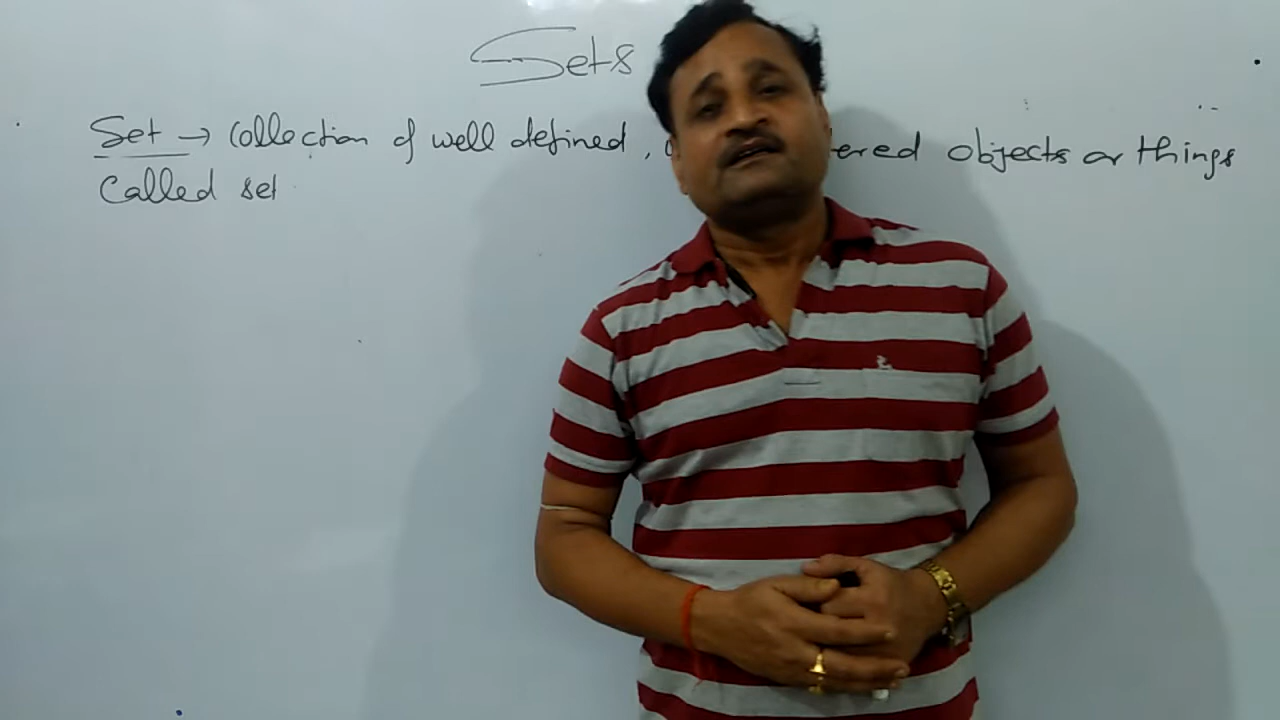 Sets
Set → Collection of well defined, ered objects or things
Called set